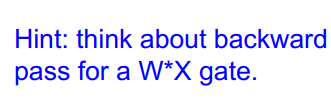 Hint: think about backward
pass for a W*X gate.